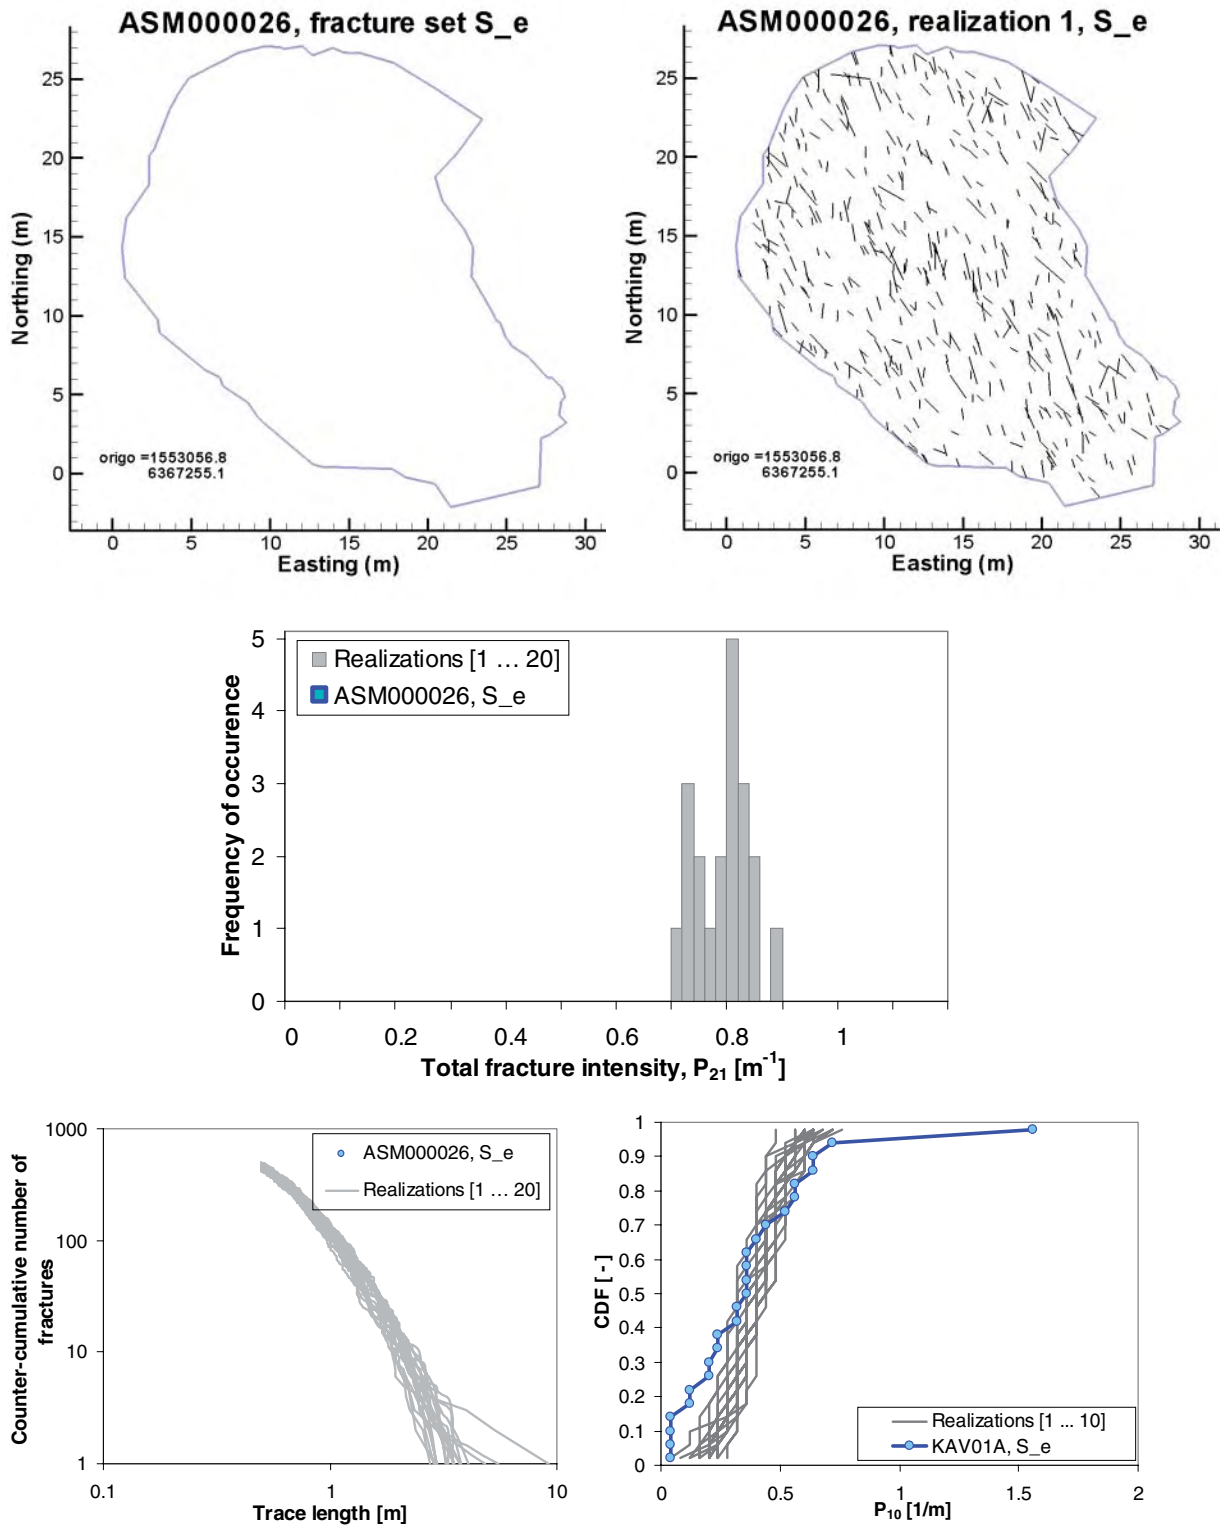 ASM000026, fracture set S_e
25
20
15
10
5
0
Northing (m)
origo =1553056.8
6367255.1
0 5 10 15 20 25 30
Easting (m)
ASM000026, realization 1, S_e
25
20
15
10
5
0
Northing (m)
origo =1553056.8
6367255.1
0 5 10 15 20 25 30
Easting (m)
5
4
3
2
1
0
Frequency of occurence
Realizations [1 ... 20]
ASM000026, S_e
0 0.2 0.4 0.6 0.8 1
Total fracture intensity, P21 [m-1]
1000
100
10
1
Counter-cumulative number of
fractures
ASM000026, S_e
Realizations [1 ... 20]
0.1 1 10
Trace length [m]
1
0.9
0.8
0.7
0.6
0.5
0.4
0.3
0.2
0.1
0
CDF [ - ]
Realizations [1 ... 10]
KAV01A, S_e
0 0.5 1 1.5 2
P10 [1/m]